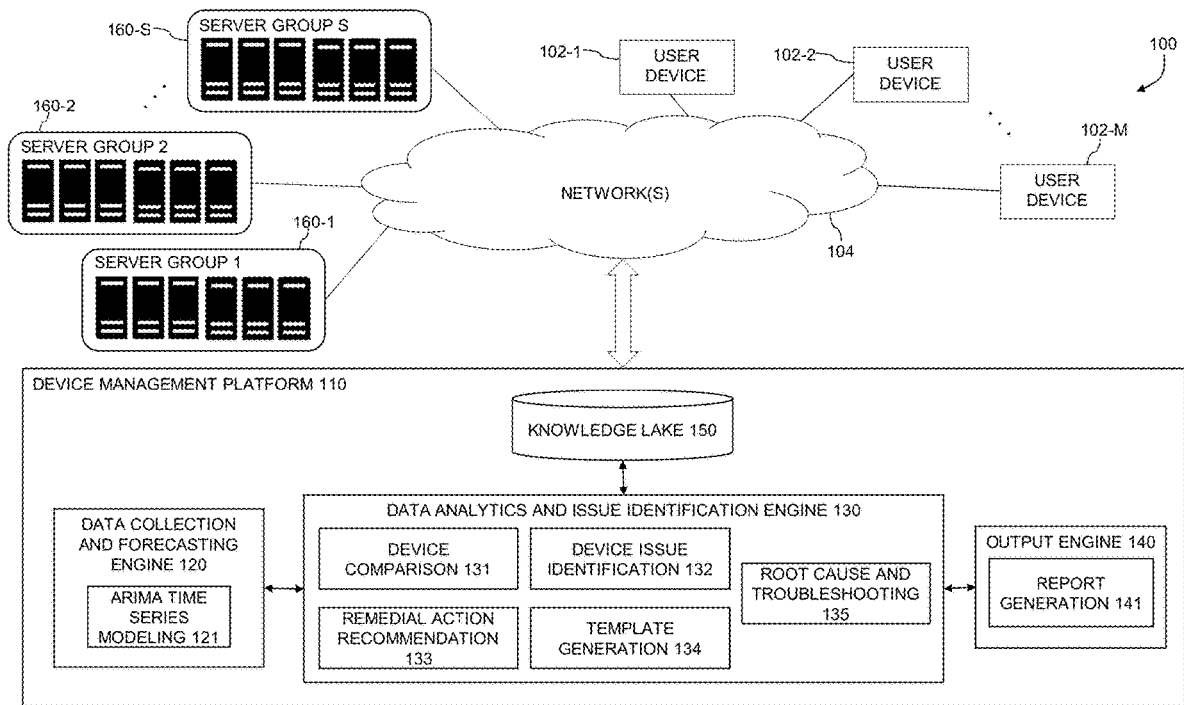 160-S
SERVER GROUP S
102-1
USER
DEVICE
102-2
USER
DEVICE
100
160-2
SERVER GROUP 2
102-M
USER
DEVICE
NETWORK(S)
104
160-1
SERVER GROUP 1
DEVICE MANAGEMENT PLATFORM 110
KNOWLEDGE LAKE 150
DATA COLLECTION
AND FORECASTING
ENGINE 120
ARIMA TIME
SERIES
MODELING 121
DATA ANALYTICS AND ISSUE IDENTIFICATION ENGINE 130
DEVICE
COMPARISON 131
DEVICE ISSUE
IDENTIFICATION 132
REMEDIAL ACTION
RECOMMENDATION
133
TEMPLATE
GENERATION 134
ROOT CAUSE AND
TROUBLESHOOTING
135
OUTPUT ENGINE 140
REPORT
GENERATION 141